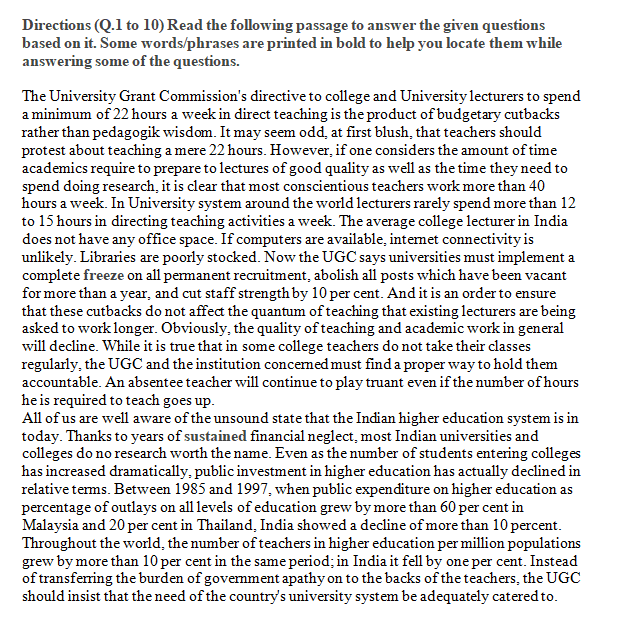 Directions (Q.1 to 10) Read the following passage to answer the given questions
based on it. Some words/phrases are printed in bold to help you locate them while
answering some of the questions.
The University Grant Commission's directive to college and University lecturers to spend
a minimum of 22 hours a week in direct teaching is the product of budgetary cutbacks
rather than pedagogik wisdom. It may seem odd, at first blush, that teachers should
protest about teaching a mere 22 hours. However, if one considers the amount of time
academics require to prepare to lectures of good quality as well as the time they need to
spend doing research, it is clear that most conscientious teachers work more than 40
hours a week. In University system around the world lecturers rarely spend more than 12
to 15 hours in directing teaching activities a week. The average college lecturer in India
does not have any office space. If computers are available, internet connectivity is
unlikely. Libraries are poorly stocked. Now the UGC says universities must implement a
complete freeze on all permanent recruitment, abolish all posts which have been vacant
for more than a year, and cut staff strength by 10 per cent. And it is an order to ensure
that these cutbacks do not affect the quantum of teaching that existing lecturers are being
asked to work longer. Obviously, the quality of teaching and academic work in general
will decline. While it is true that in some college teachers do not take their classes
regularly, the UGC and the institution concerned must find a proper way to hold them
accountable. An absentee teacher will continue to play truant even if the number of hours
he is required to teach goes up.
All of us are well aware of the unsound state that the Indian higher education system is in
today. Thanks to years of sustained financial neglect, most Indian universities and
colleges do no research worth the name. Even as the number of students entering colleges
has increased dramatically, public investment in higher education has actually declined in
relative terms. Between 1985 and 1997, when public expenditure on higher education as
percentage of outlays on all levels of education grew by more than 60 per cent in
Malaysia and 20 per cent in Thailand, India showed a decline of more than 10 percent.
Throughout the world, the number of teachers in higher education per million populations
grew by more than 10 per cent in the same period; in India it fell by one per cent. Instead
of transferring the burden of government apathy on to the backs of the teachers, the UGC
should insist that the need of the country's university system be adequately catered to.